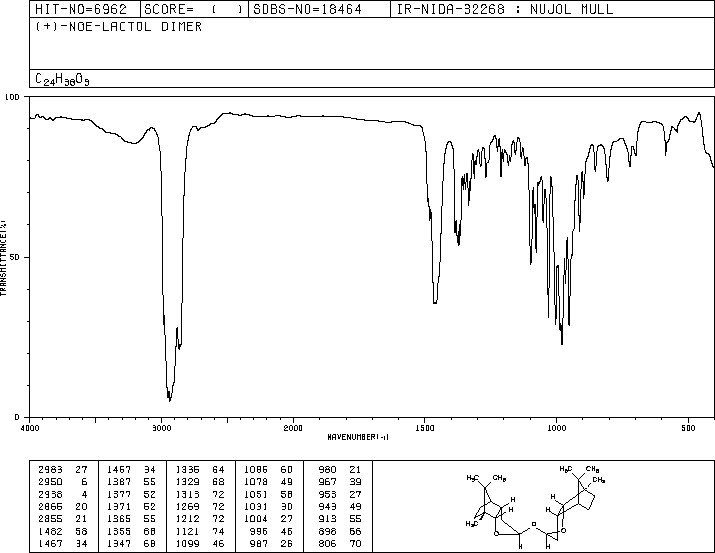 HIT-NO=6962 SCORE= ( ) SDBS-NO=18464 IR-NIDA-32268 : NUJOL MULL
(+)-NOE-LACTOL DIMER
C24H38O3
100
50
0
TRANSMITTANCE(%)
4000 3000 2000 1500 1000 500
WAVENUMBER(-1)
2983 27 1467 34 1336 64 1086 60 980 21
2950 6 1387 55 1329 68 1078 49 967 39
2938 4 1377 52 1313 72 1051 58 953 27
2866 20 1371 62 1269 72 1031 30 943 49
2855 21 1365 55 1212 72 1004 27 913 55
1482 58 1355 68 1121 74 996 46 898 66
1467 34 1347 68 1099 46 987 26 806 70
H3C CH3 CH3
H3C CH3
H H H H
H3C
O O O
H H